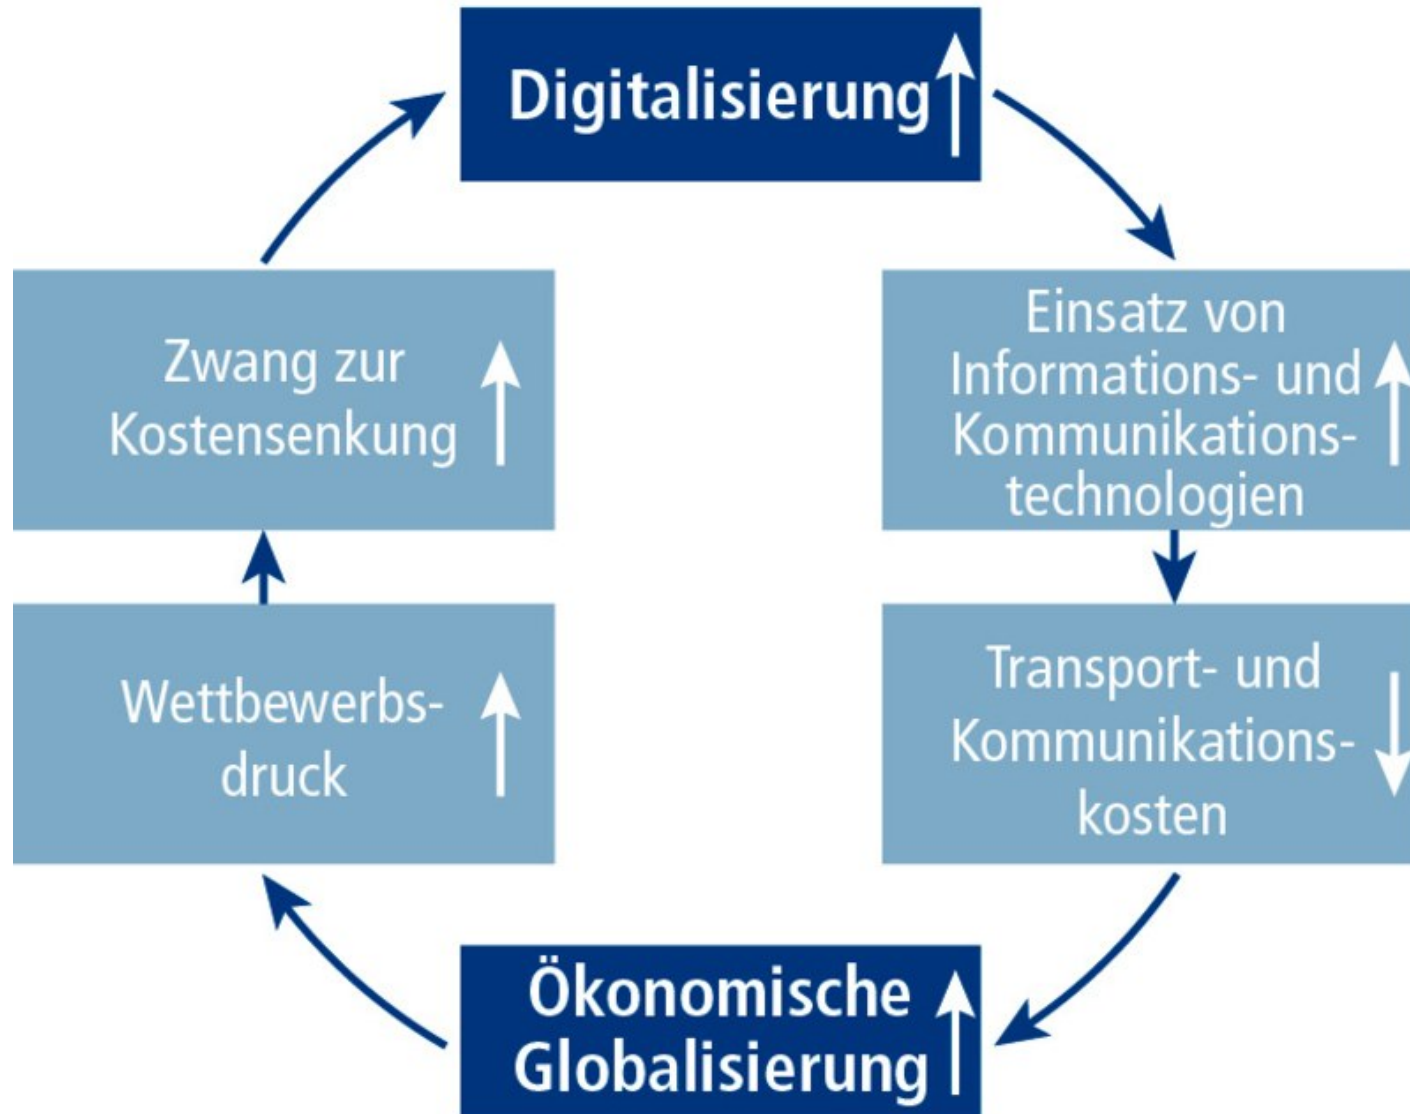 Digitalisierung
Einsatz von
Informations- und
Kommunikations-
technologien
Transport- und
Kommunikations-
kosten
Ökonomische
Globalisierung
Wettbewerbs-
druck
Zwang zur
Kostensenkung